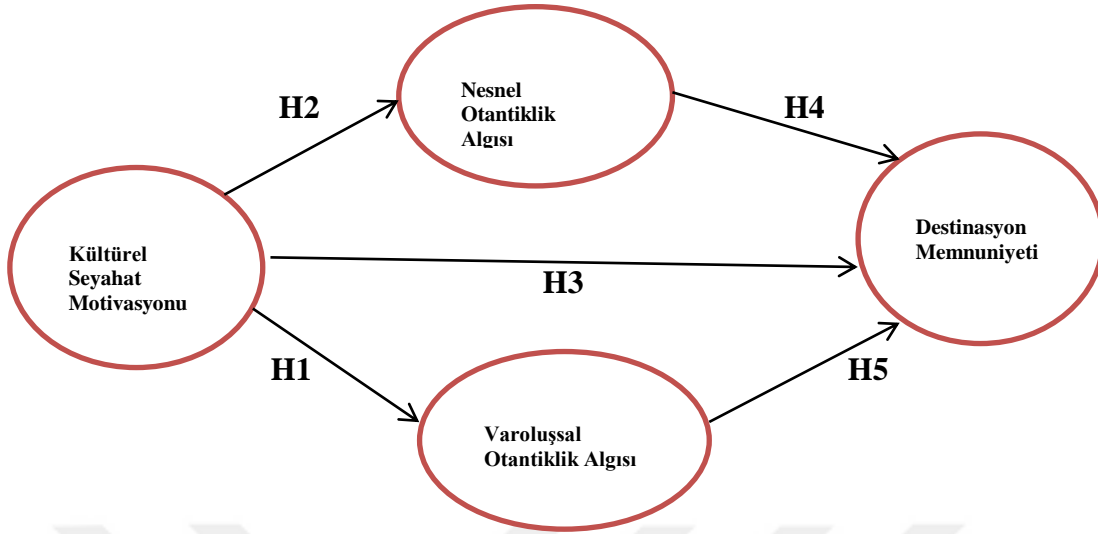 Nesnel
Otantiklik
Algısı
H2
H4
Kültürel
Seyahat
Motivasyonu
Destinasyon
Memnuniyeti
H3
H1
H5
Varoluşsal
Otantiklik Algısı